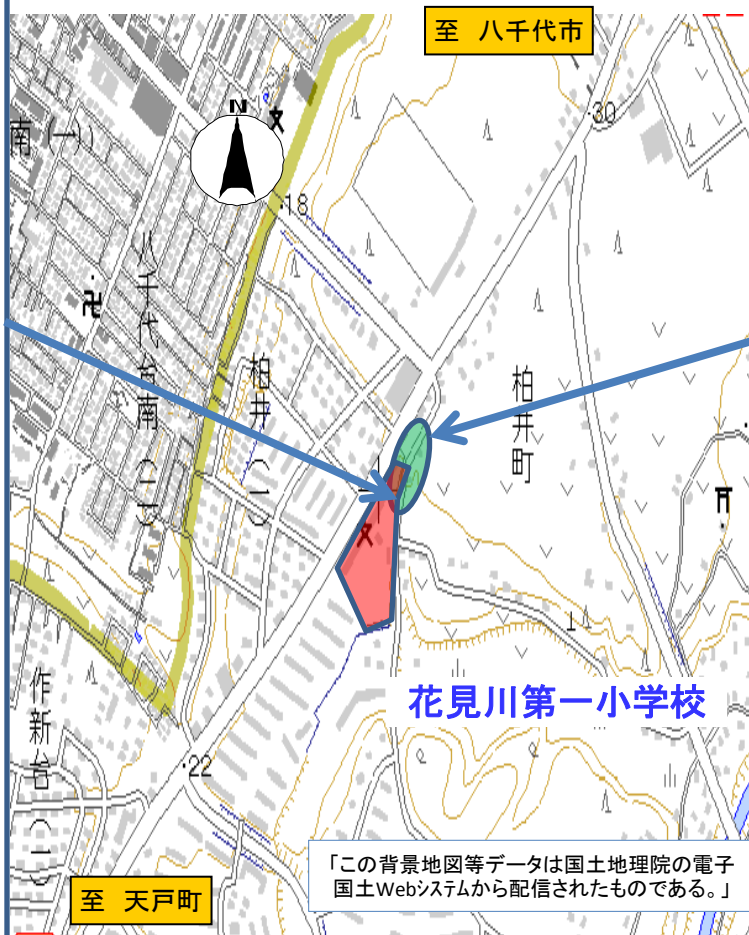 至 八千代市
N
南(一)
・18
・30
八千代台南(二)
柏井(一)
柏井町
花見川第一小学校
作新台(一)
・22
「この背景地図等データは国土地理院の電子
国土Webシステムから配信されたものである。」
至 天戸町